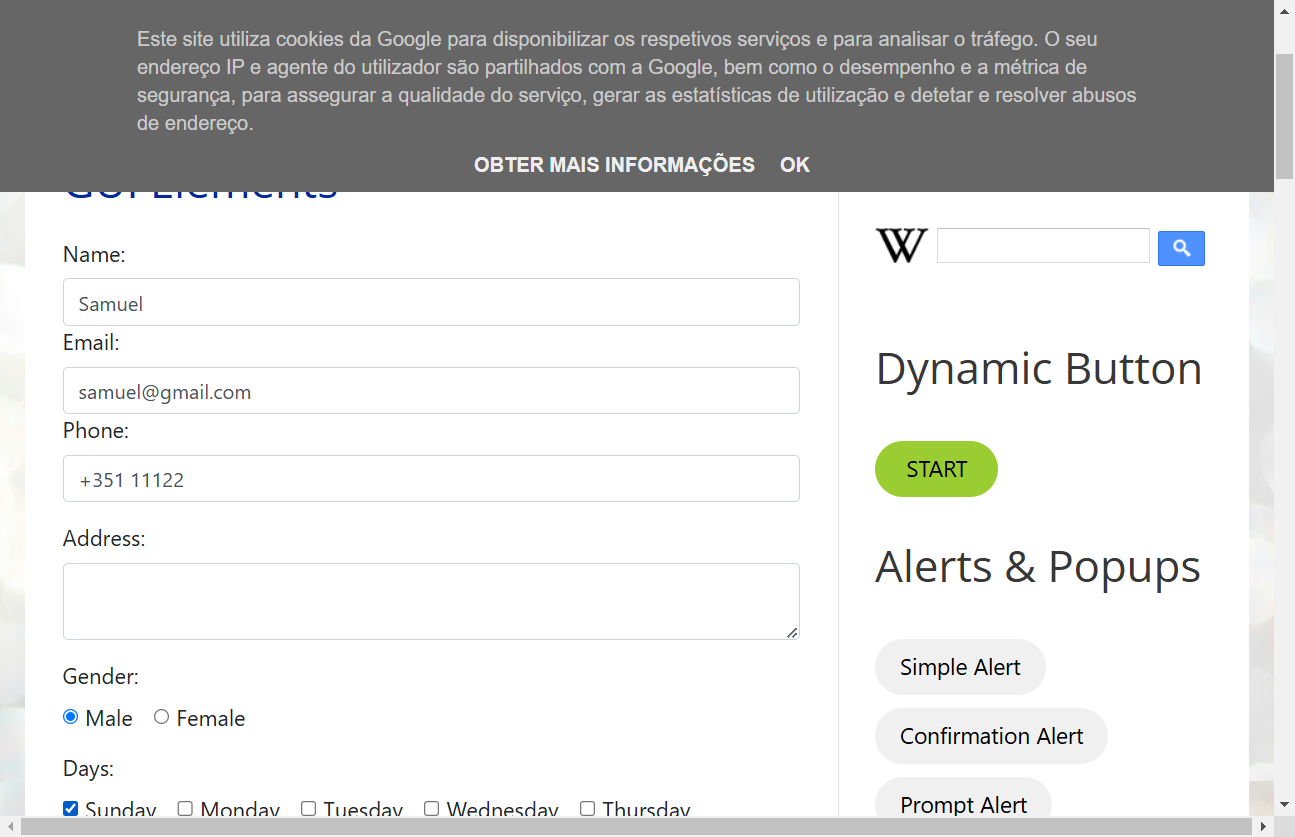 Este site utiliza cookies da Google para disponibilizar os respetivos serviços e para analisar o tráfego. O seu
endereço IP e agente do utilizador são partilhados com a Google, bem como o desempenho e a métrica de
segurança, para assegurar a qualidade do serviço, gerar as estatísticas de utilização e detetar e resolver abusos
de endereço.
OBTER MAIS INFORMAÇÕES OK
GUI Elements
Name:
Samuel
Email:
samuel@gmail.com
Phone:
+351 11122
Address:
Gender:
Male Female
Days:
Sunday Monday Tuesday Wednesday Thursday
W
Dynamic Button
START
Alerts & Popups
Simple Alert
Confirmation Alert
Prompt Alert